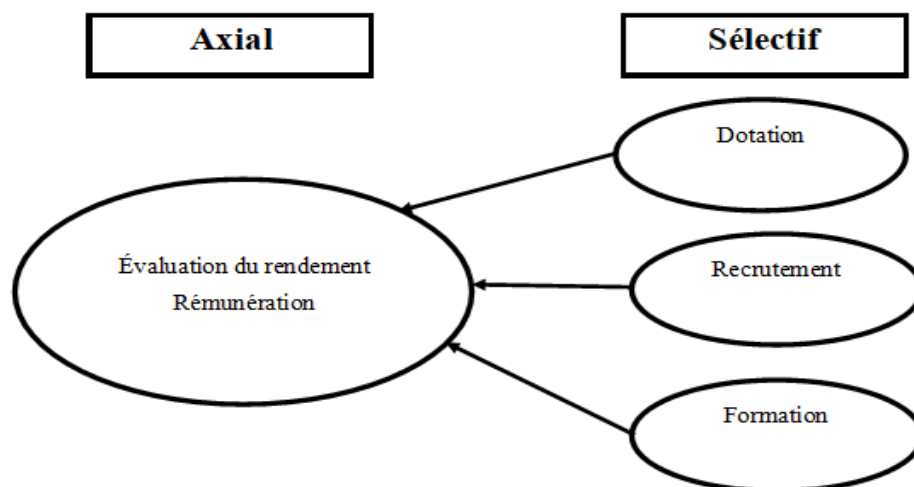 Axial
Sélectif
Dotation
Évaluation du rendement
Rémunération
Recrutement
Formation